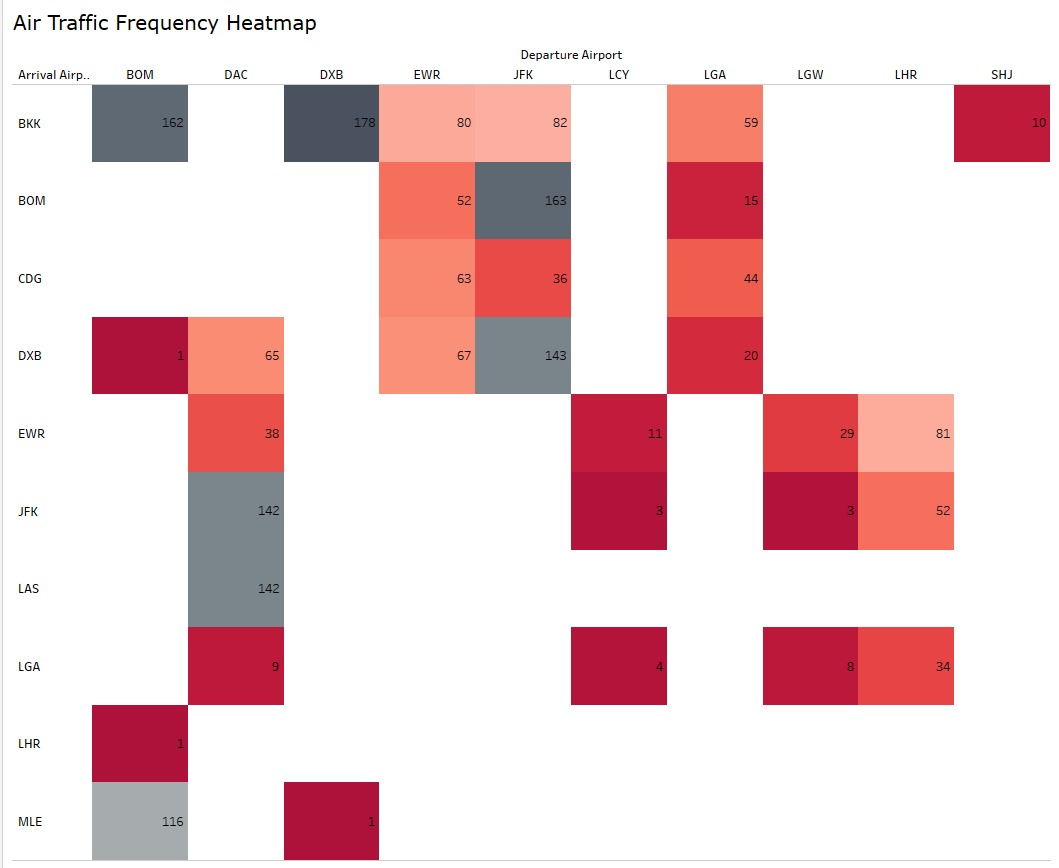 Air Traffic Frequency Heatmap
Departure Airport
Arrival Airp.. BOM DAC DXB EWR JFK LCY LGA LGW LHR SHJ
BKK 162 178 80 82 59 10
BOM 52 163 15
CDG 63 36 44
DXB 1 65 67 143 20
EWR 38 11 29 81
JFK 142 3 3 52
LAS 142
LGA 9 4 8 34
LHR 1
MLE 116 1